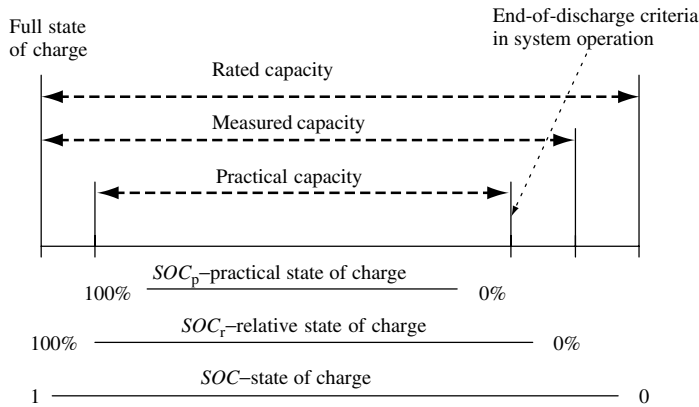 Full state
of charge
End-of-discharge criteria
in system operation
Rated capacity
Measured capacity
Practical capacity
SOCp–practical state of charge
100%
0%
SOCr–relative state of charge
100%
0%
SOC–state of charge
1
0